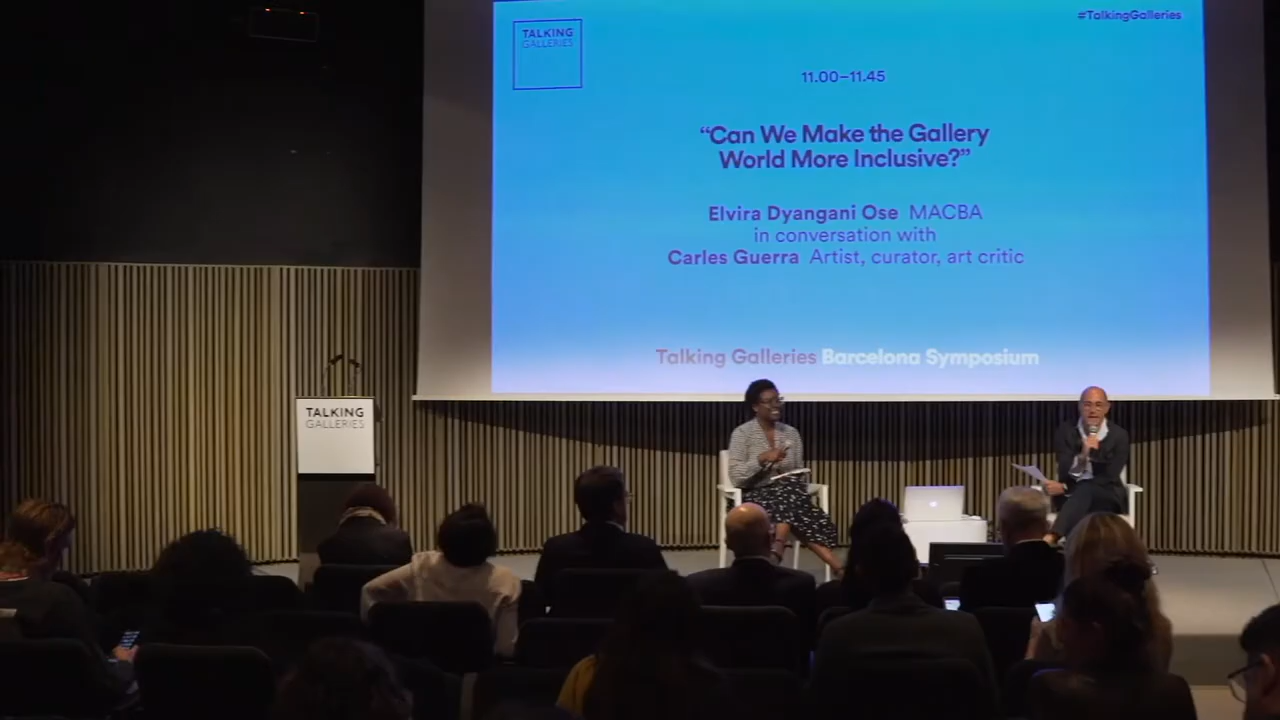 TALKING
GALLERIES
#TalkingGalleries
11.00–11.45
“Can We Make the Gallery
World More Inclusive?”
Elvira Dyangani Ose MACBA
in conversation with
Carles Guerra Artist, curator, art critic
Talking Galleries Barcelona Symposium
TALKING
GALLERIES